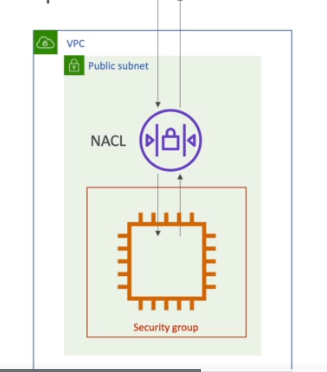 VPC
Public subnet
NACL
Security group